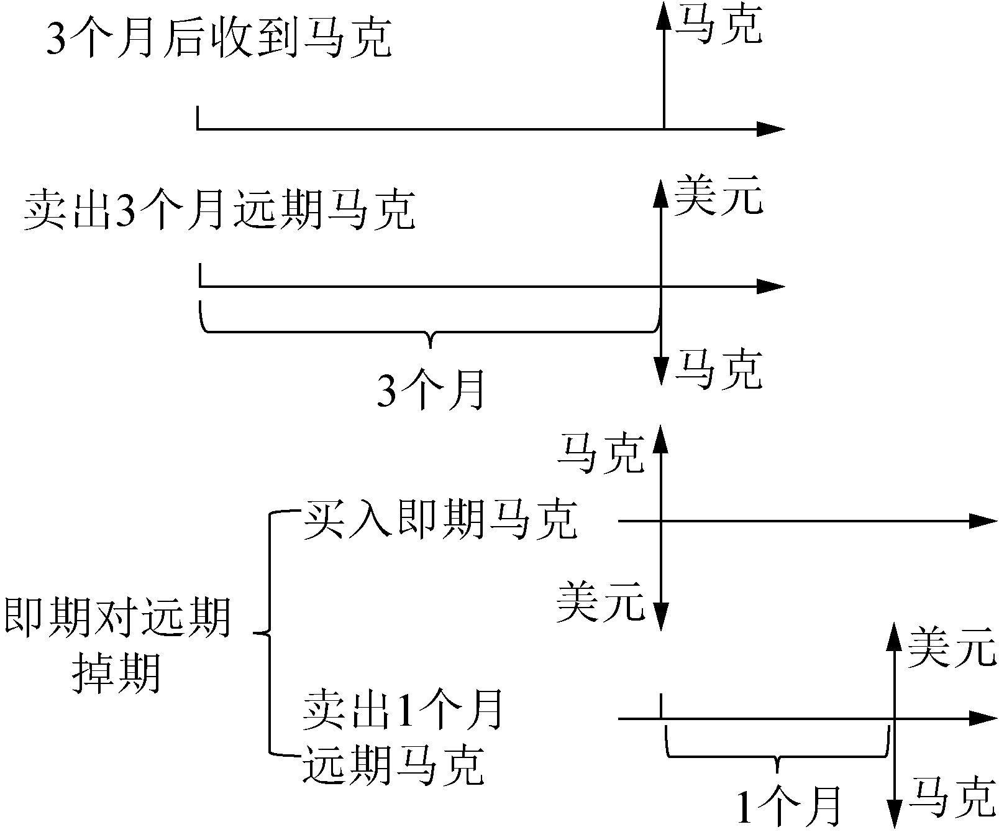 3个月后收到马克
马克
卖出3个月远期马克
美元
3个月
马克
马克
买入即期马克
美元
即期对远期
掉期
美元
卖出1个月
远期马克
1个月
马克